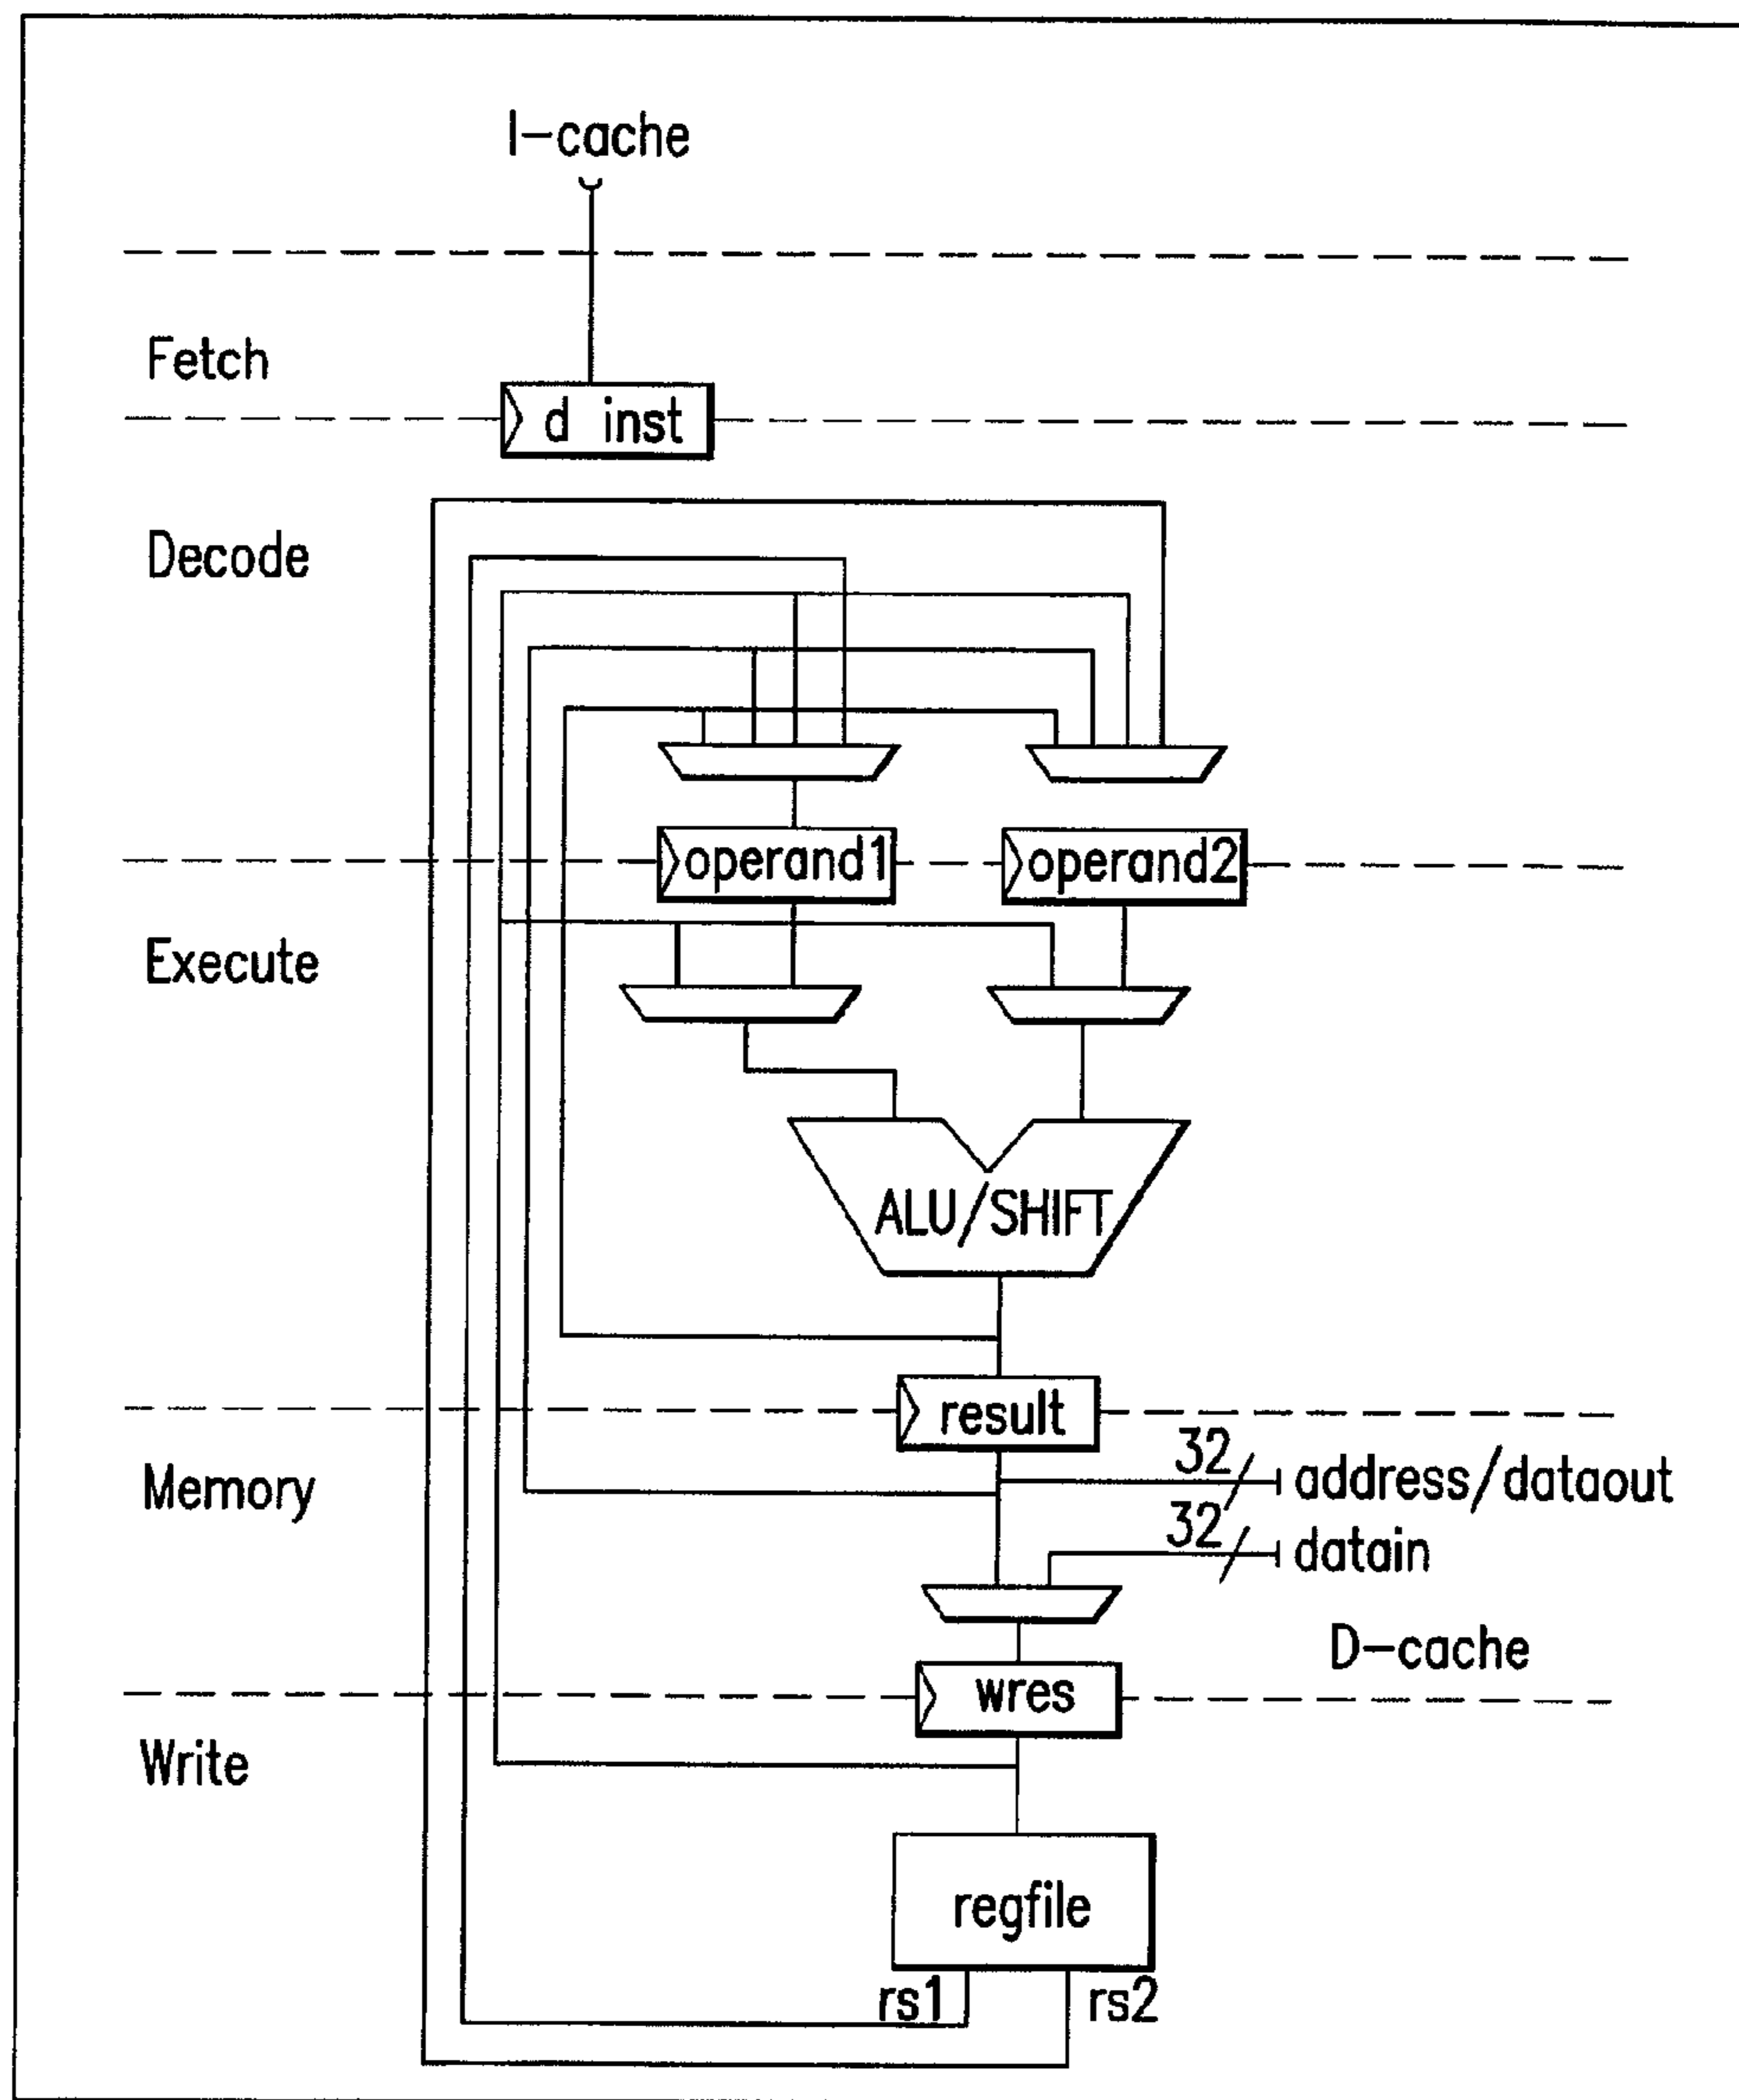 I-cache
Fetch
d inst
Decode
operand1
operand2
Execute
ALU/SHIFT
result
32
address/dataout
Memory
32
datain
D-cache
wres
Write
regfile
rs1
rs2